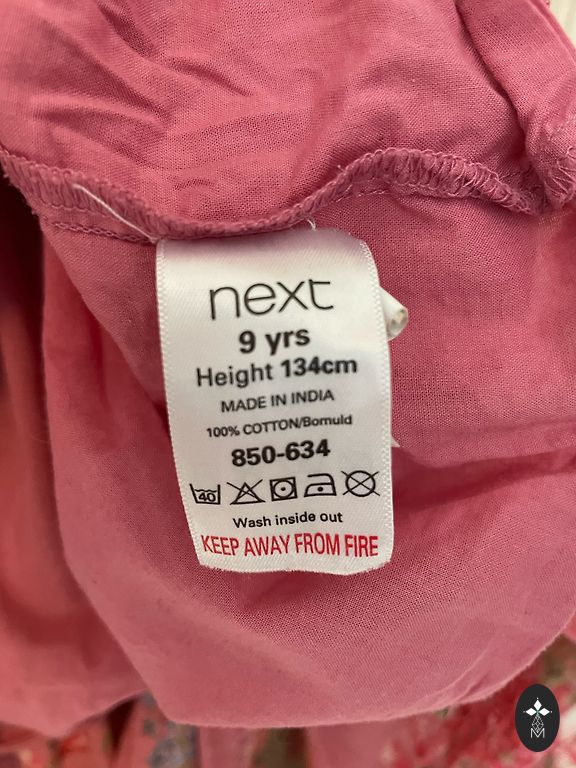 next
9 yrs
Height 134cm
MADE IN INDIA
100% COTTON/Bomuld
850-634
40
Wash inside out
KEEP AWAY FROM FIRE
M